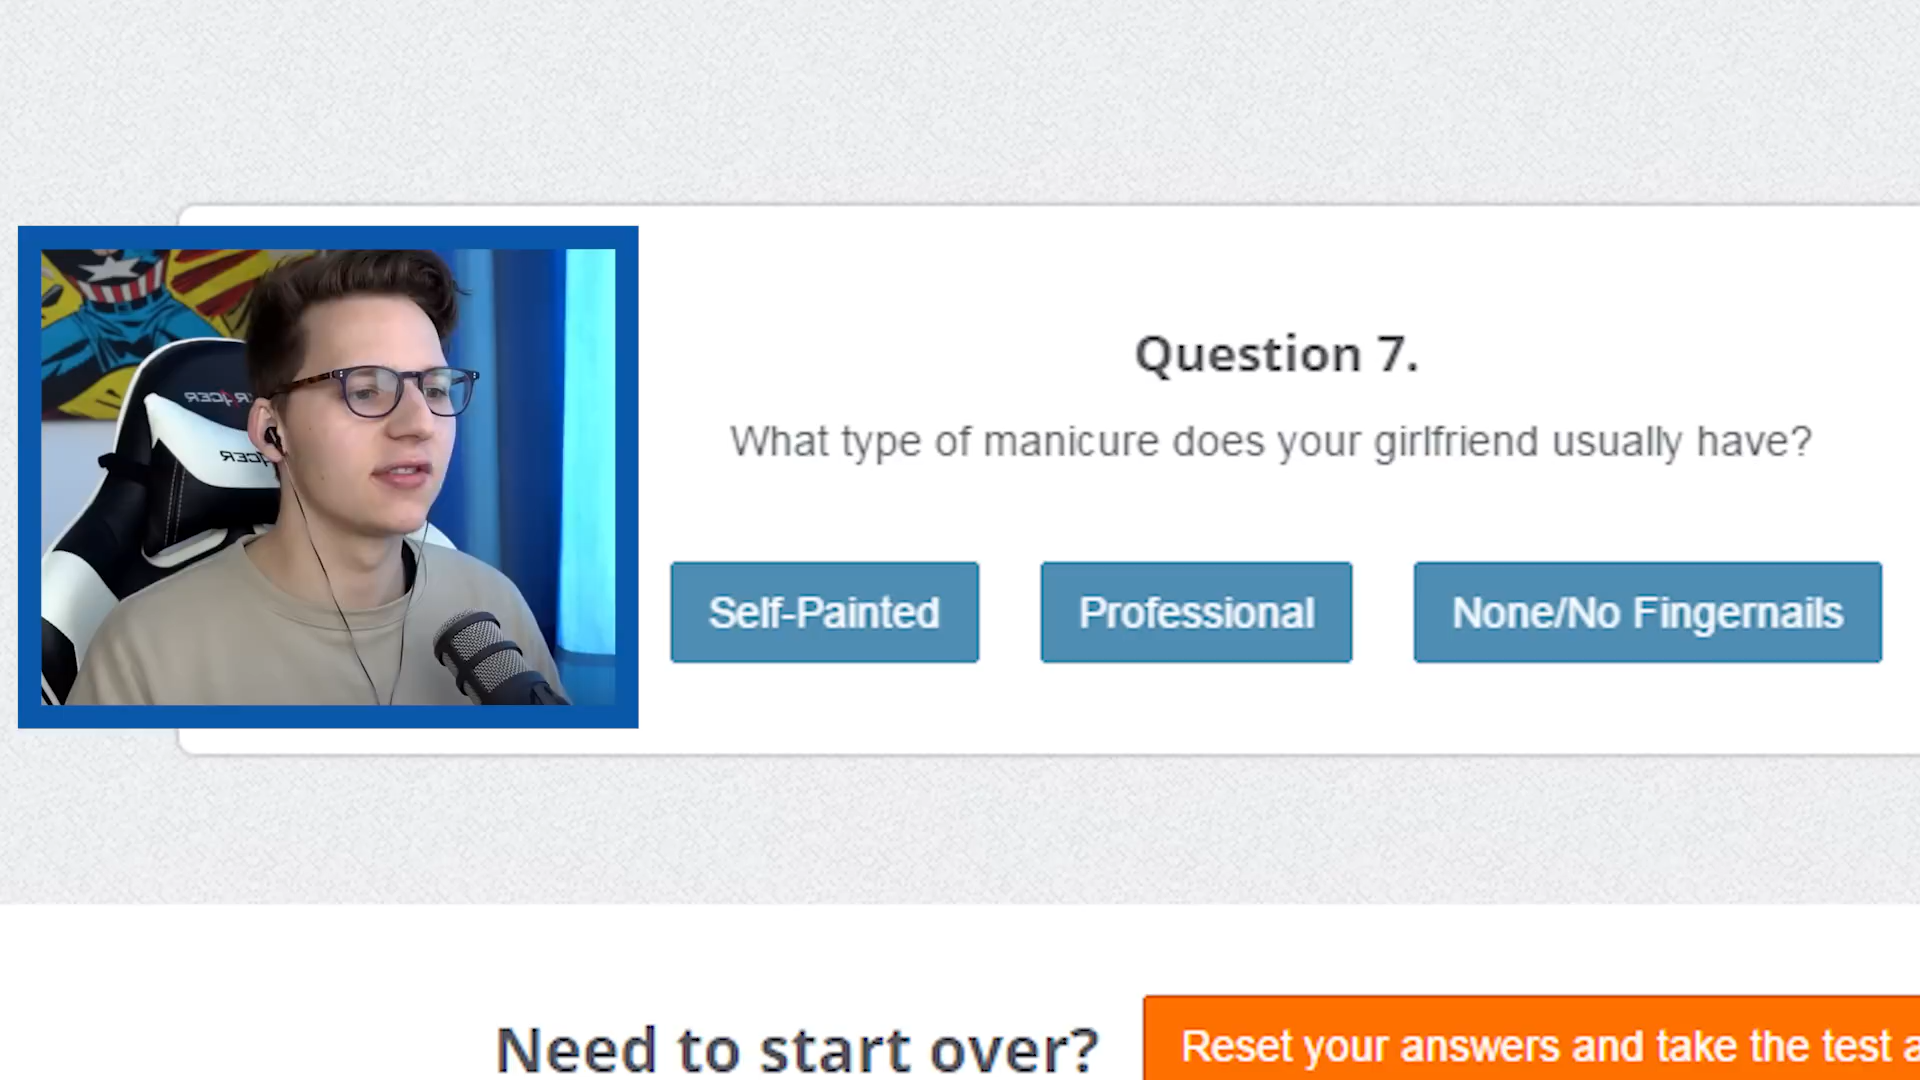 Question 7.
What type of manicure does your girlfriend usually have?
Self-Painted
Professional
None/No Fingernails
Need to start over?
Reset your answers and take the test a